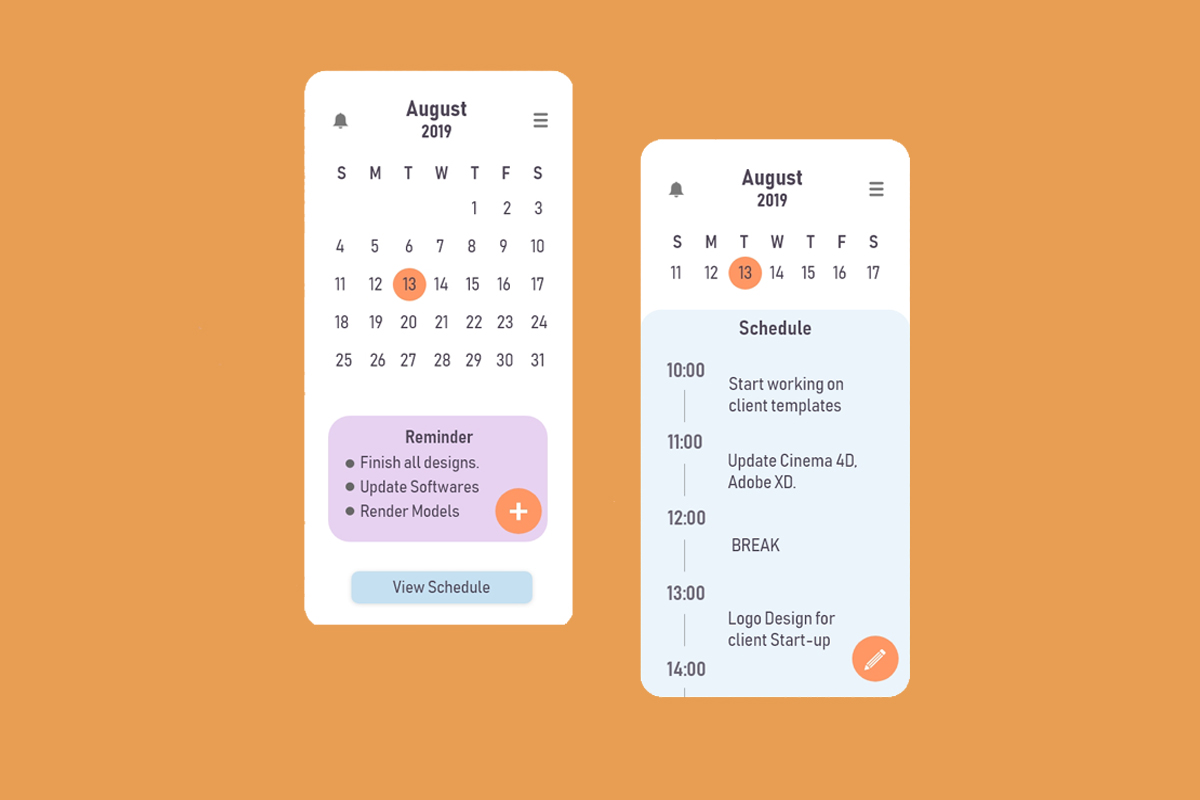 August
2019
S M T W T F S
1 2 3
4 5 6 7 8 9 10
11 12 13 14 15 16 17
18 19 20 21 22 23 24
25 26 27 28 29 30 31
Reminder
Finish all designs.
Update Softwares
Render Models
View Schedule
August
2019
S M T W T F S
11 12 13 14 15 16 17
Schedule
10:00
Start working on
client templates
11:00
Update Cinema 4D,
Adobe XD.
12:00
BREAK
13:00
Logo Design for
client Start-up
14:00